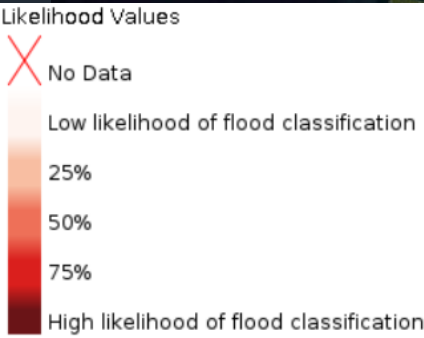 Likelihood Values
No Data
Low likelihood of flood classification
25%
50%
75%
High likelihood of flood classification